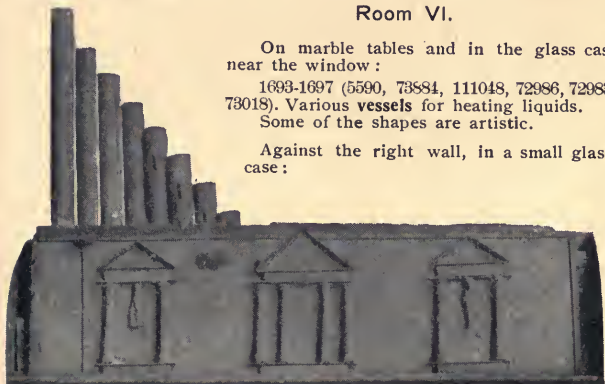 Room VI.
On marble tables and in the glass cas
near the window :
1693-1697 (5590, 73884, 111048, 72986, 7298
73018). Various vessels for heating liquids.
Some of the shapes are artistic.
Against the right wall, in a small glas
case :